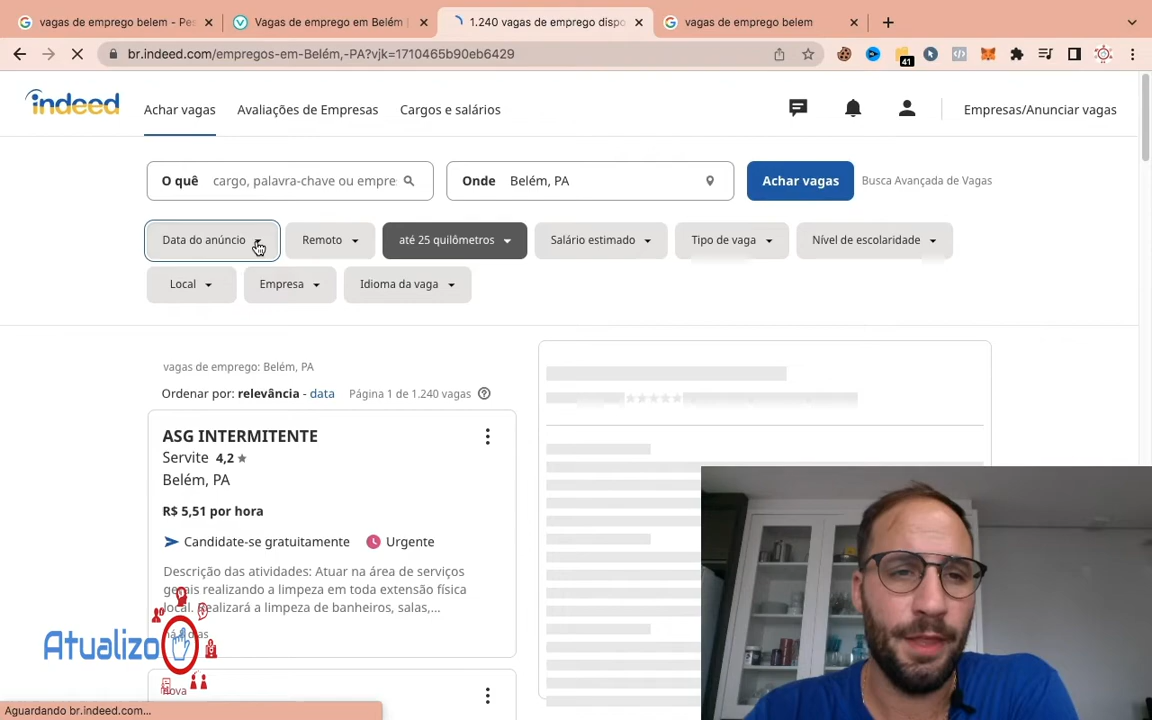 vagas de emprego belem - Pes
Vagas de emprego em Belém |
1.240 vagas de emprego dispo
vagas de emprego belem
br.indeed.com/empregos-em-Belém,-PA?vjk=1710465b90eb6429
41
indeed
Achar vagas
Avaliações de Empresas
Cargos e salários
Empresas/Anunciar vagas
O quê cargo, palavra-chave ou empre
Onde Belém, PA
Achar vagas
Busca Avançada de Vagas
Data do anúncio
Remoto
até 25 quilômetros
Salário estimado
Tipo de vaga
Nível de escolaridade
Local
Empresa
Idioma da vaga
vagas de emprego: Belém, PA
Ordenar por: relevância - data Página 1 de 1.240 vagas
ASG INTERMITENTE
Servite 4,2
Belém, PA
R$ 5,51 por hora
Candidate-se gratuitamente Urgente
Descrição das atividades: Atuar na área de serviços
gerais realizando a limpeza em toda extensão física
local. Realizará a limpeza de banheiros, salas,...
dias
Atualizo
nova
Aguardando br.indeed.com...